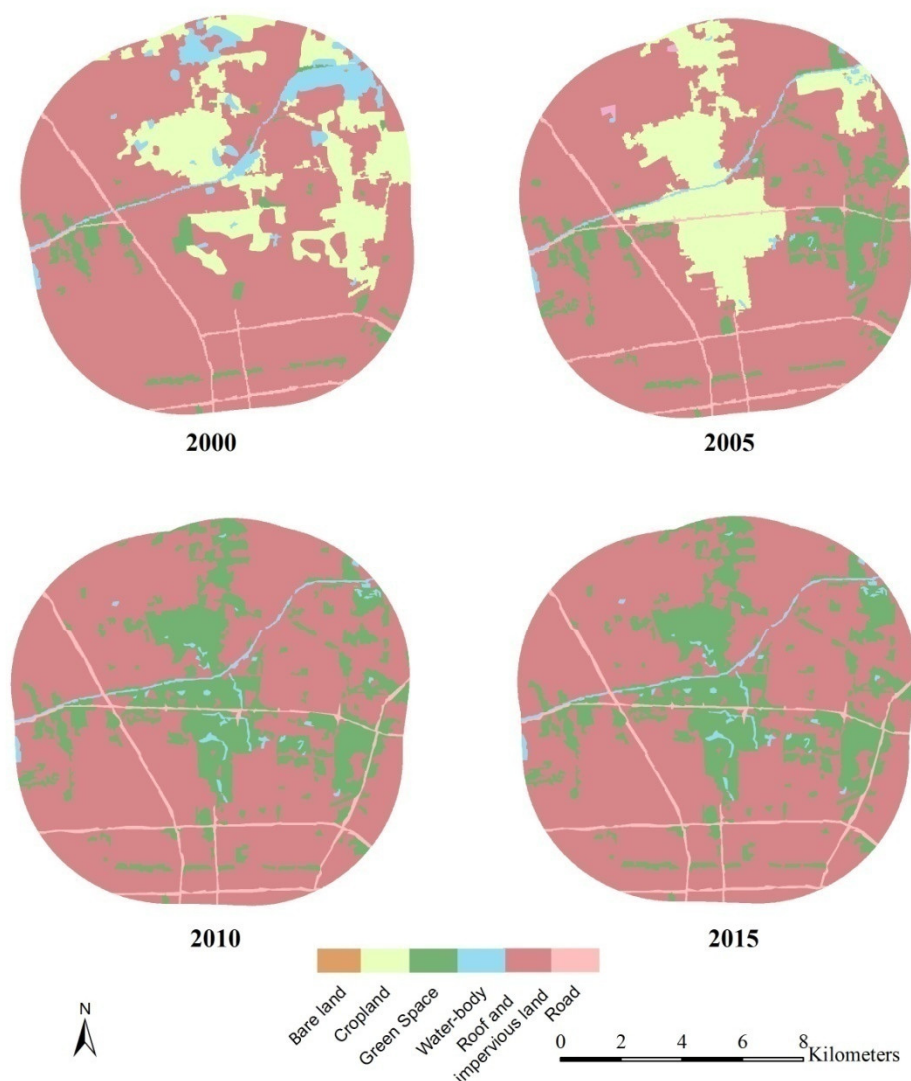 2000
2005
2010
2015
Bare land
Cropland
Green Space
Water-body
Roof and
impervious land
Road
N
0 2 4 6 8 Kilometers